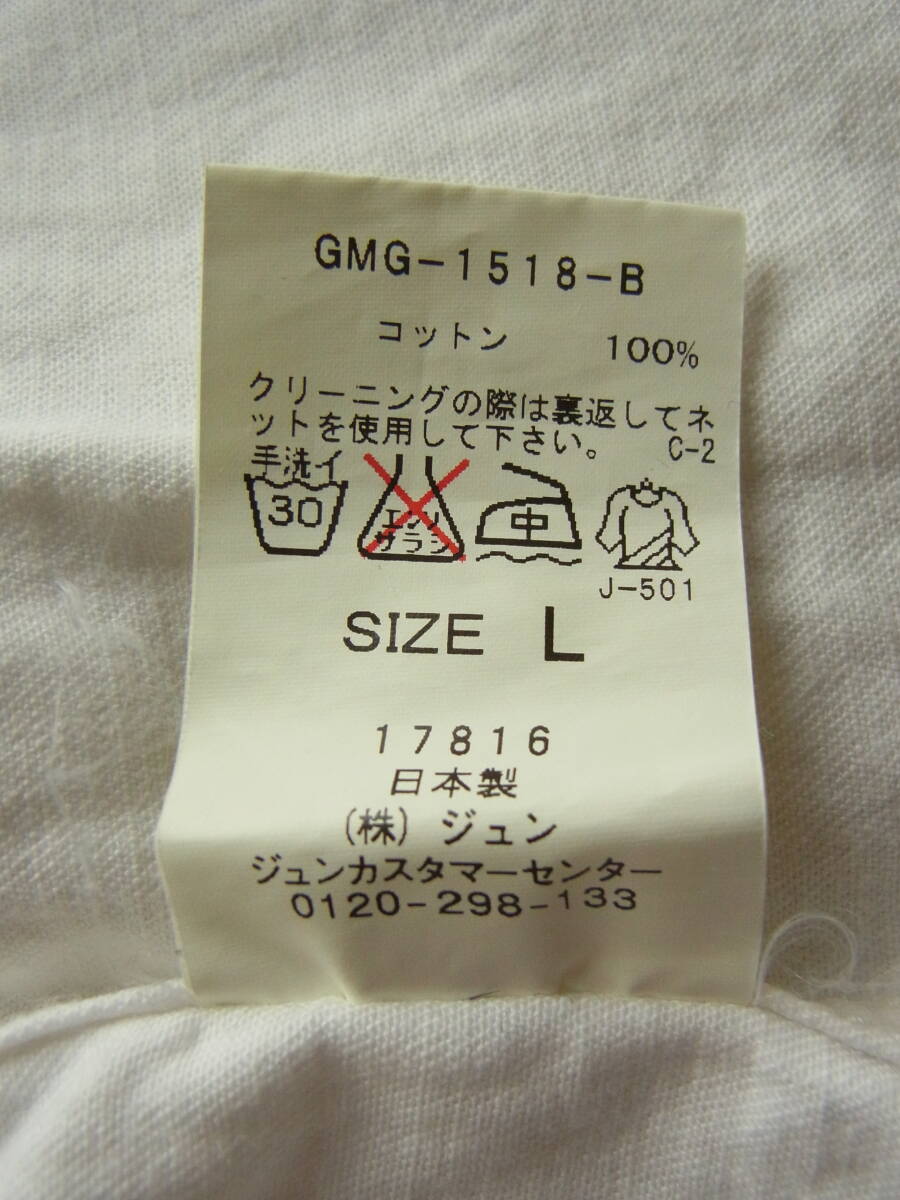 GMG-1518-B
コットン 100%
クリーニングの際は裏返してネ
ットを使用して下さい。 C-2
手洗イ
30 エンソ 中
サラシ
J-501
SIZE L
17816
日本製
(株) ジュン
ジュンカスタマーセンター
0120-298-133